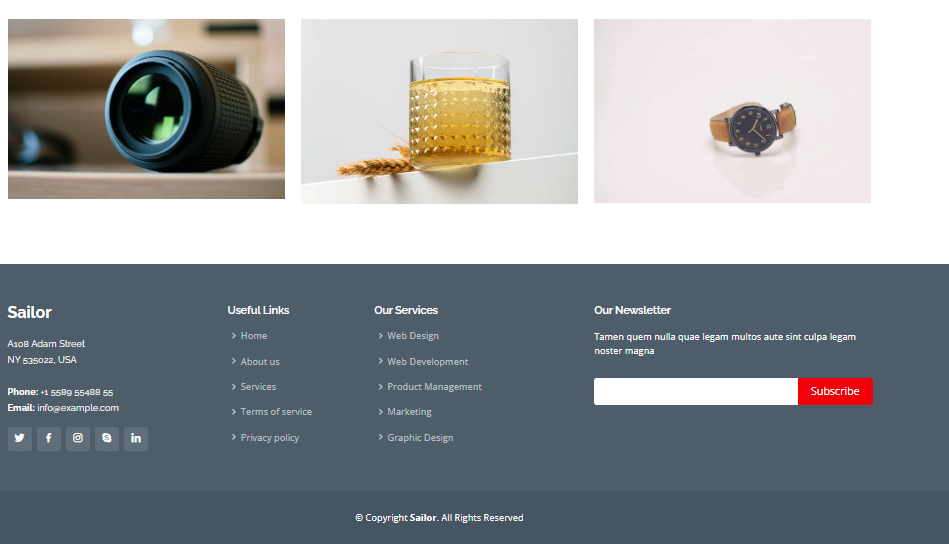 Sailor
A108 Adam Street
NY 535022, USA
Phone: +1 5589 55488 55
Email: info@example.com
Useful Links
Home
About us
Services
Terms of service
Privacy policy
Our Services
Web Design
Web Development
Product Management
Marketing
Graphic Design
Our Newsletter
Tamen quem nulla quae legam multos aute sint culpa legam
noster magna
Subscribe
© Copyright Sailor. All Rights Reserved